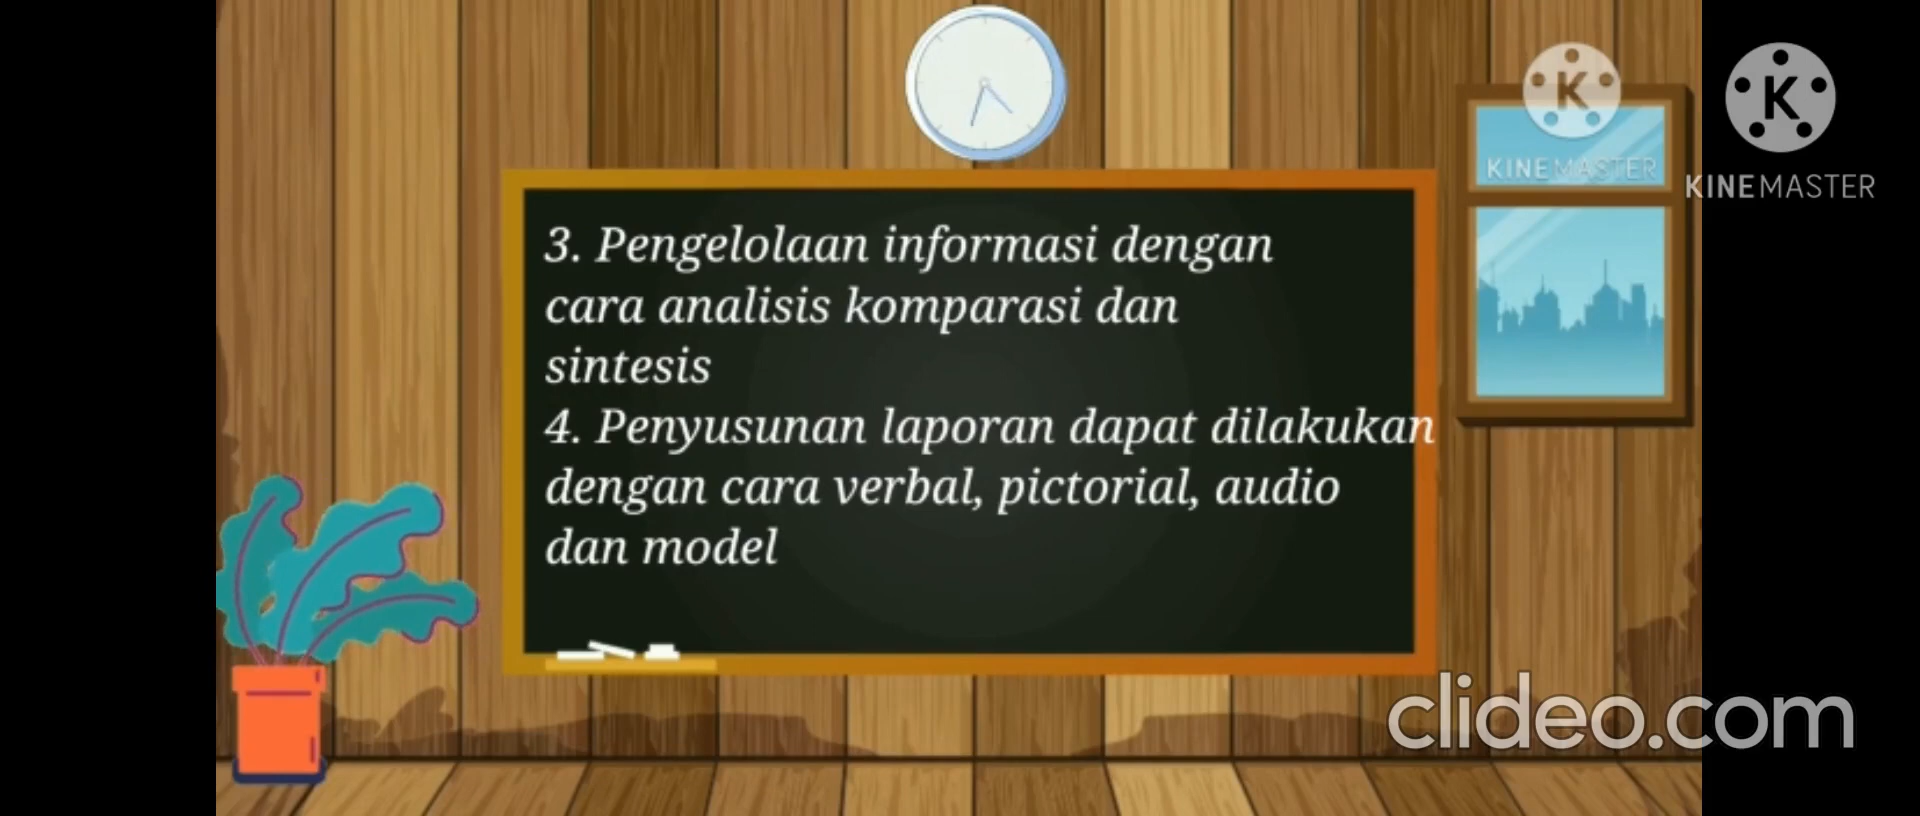 K
KINEMASTER
K
KINEMASTER
3. Pengelolaan informasi dengan
cara analisis komparasi dan
sintesis
4. Penyusunan laporan dapat dilakukan
dengan cara verbal, pictorial, audio
dan model
clideo.com